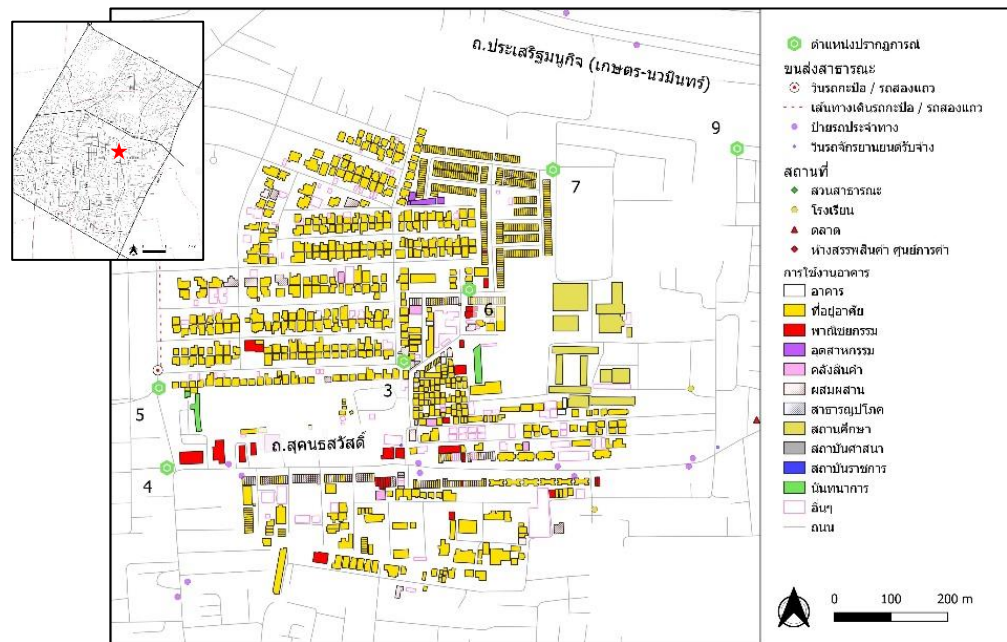 ถ.ประเสริฐมนูกิจ (เกษตร-นวมินทร์)
9
7
6
3
5
4
ถ.สุคนธสวัสดิ์
ตำแหน่งปรากฏการณ์
ขนส่งสาธารณะ
วินรถกะป๊อ / รถสองแถว
เส้นทางเดินรถกะป๊อ / รถสองแถว
ป้ายรถประจำทาง
วินรถจักรยานยนต์รับจ้าง
สถานที่
สวนสาธารณะ
โรงเรียน
ตลาด
ห้างสรรพสินค้า ศูนย์การค้า
การใช้งานอาคาร
อาคาร
ที่อยู่อาศัย
พาณิชยกรรม
อุตสาหกรรม
คลังสินค้า
ผสมผสาน
สาธารณูปโภค
สถานศึกษา
สถาบันศาสนา
สถาบันราชการ
นันทนาการ
อื่นๆ
ถนน
0 100 200 m